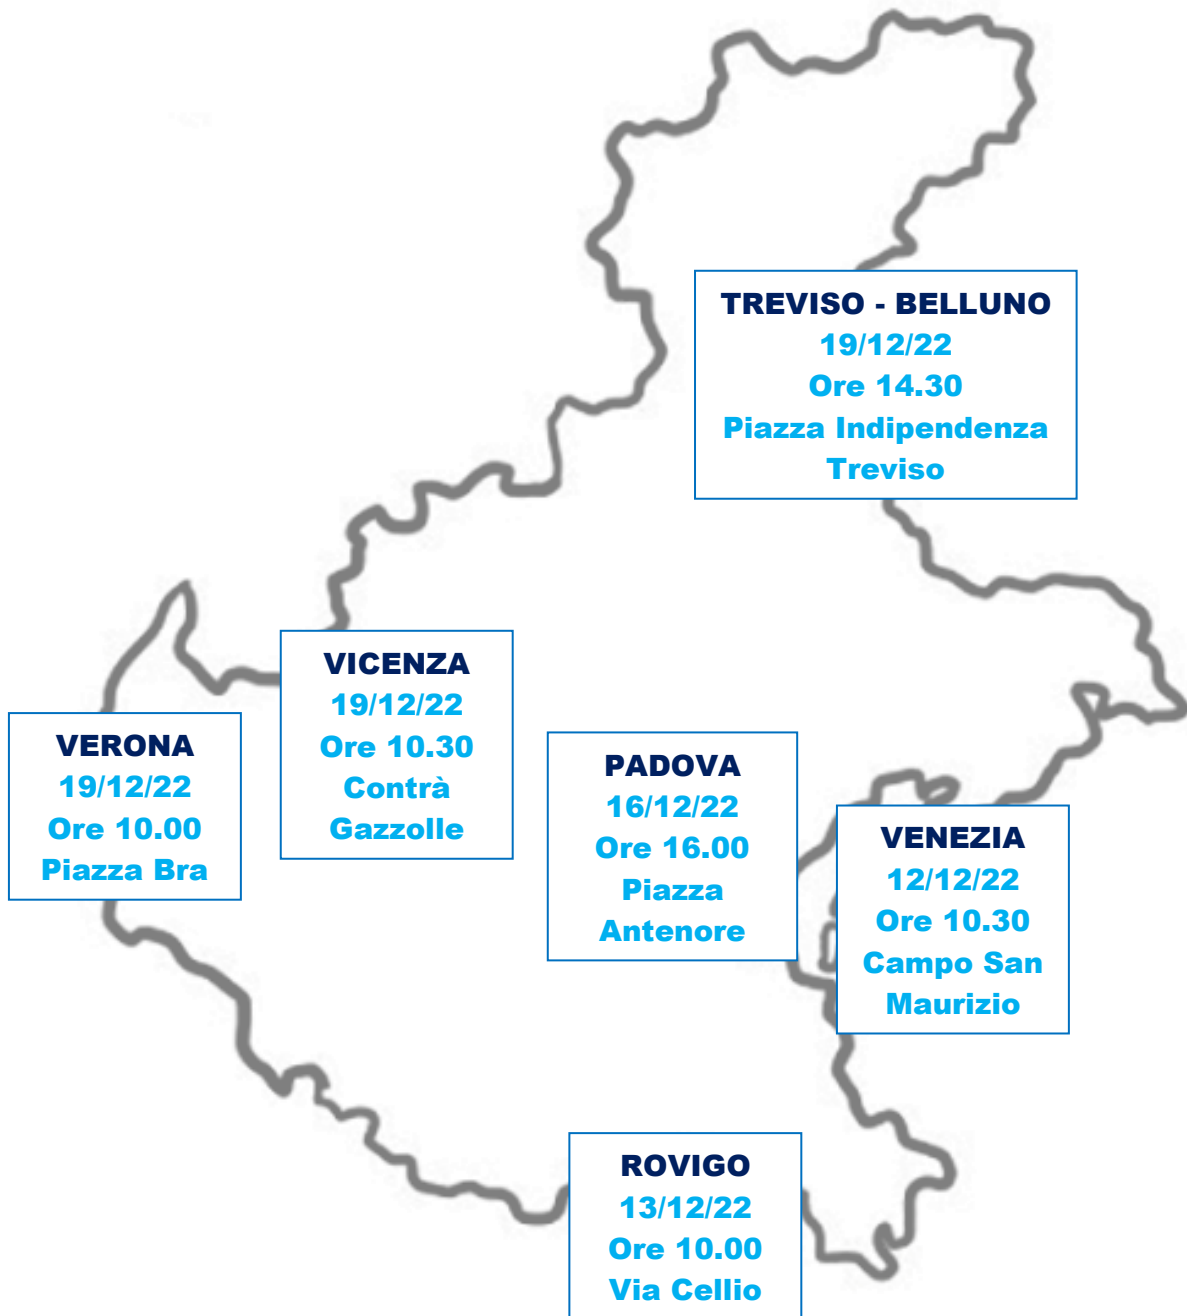 TREVISO - BELLUNO
19/12/22
Ore 14.30
Piazza Indipendenza
Treviso
VICENZA
19/12/22
Ore 10.30
Contrà
Gazzolle
VERONA
19/12/22
Ore 10.00
Piazza Bra
PADOVA
16/12/22
Ore 16.00
Piazza
Antenore
VENEZIA
12/12/22
Ore 10.30
Campo San
Maurizio
ROVIGO
13/12/22
Ore 10.00
Via Cellio